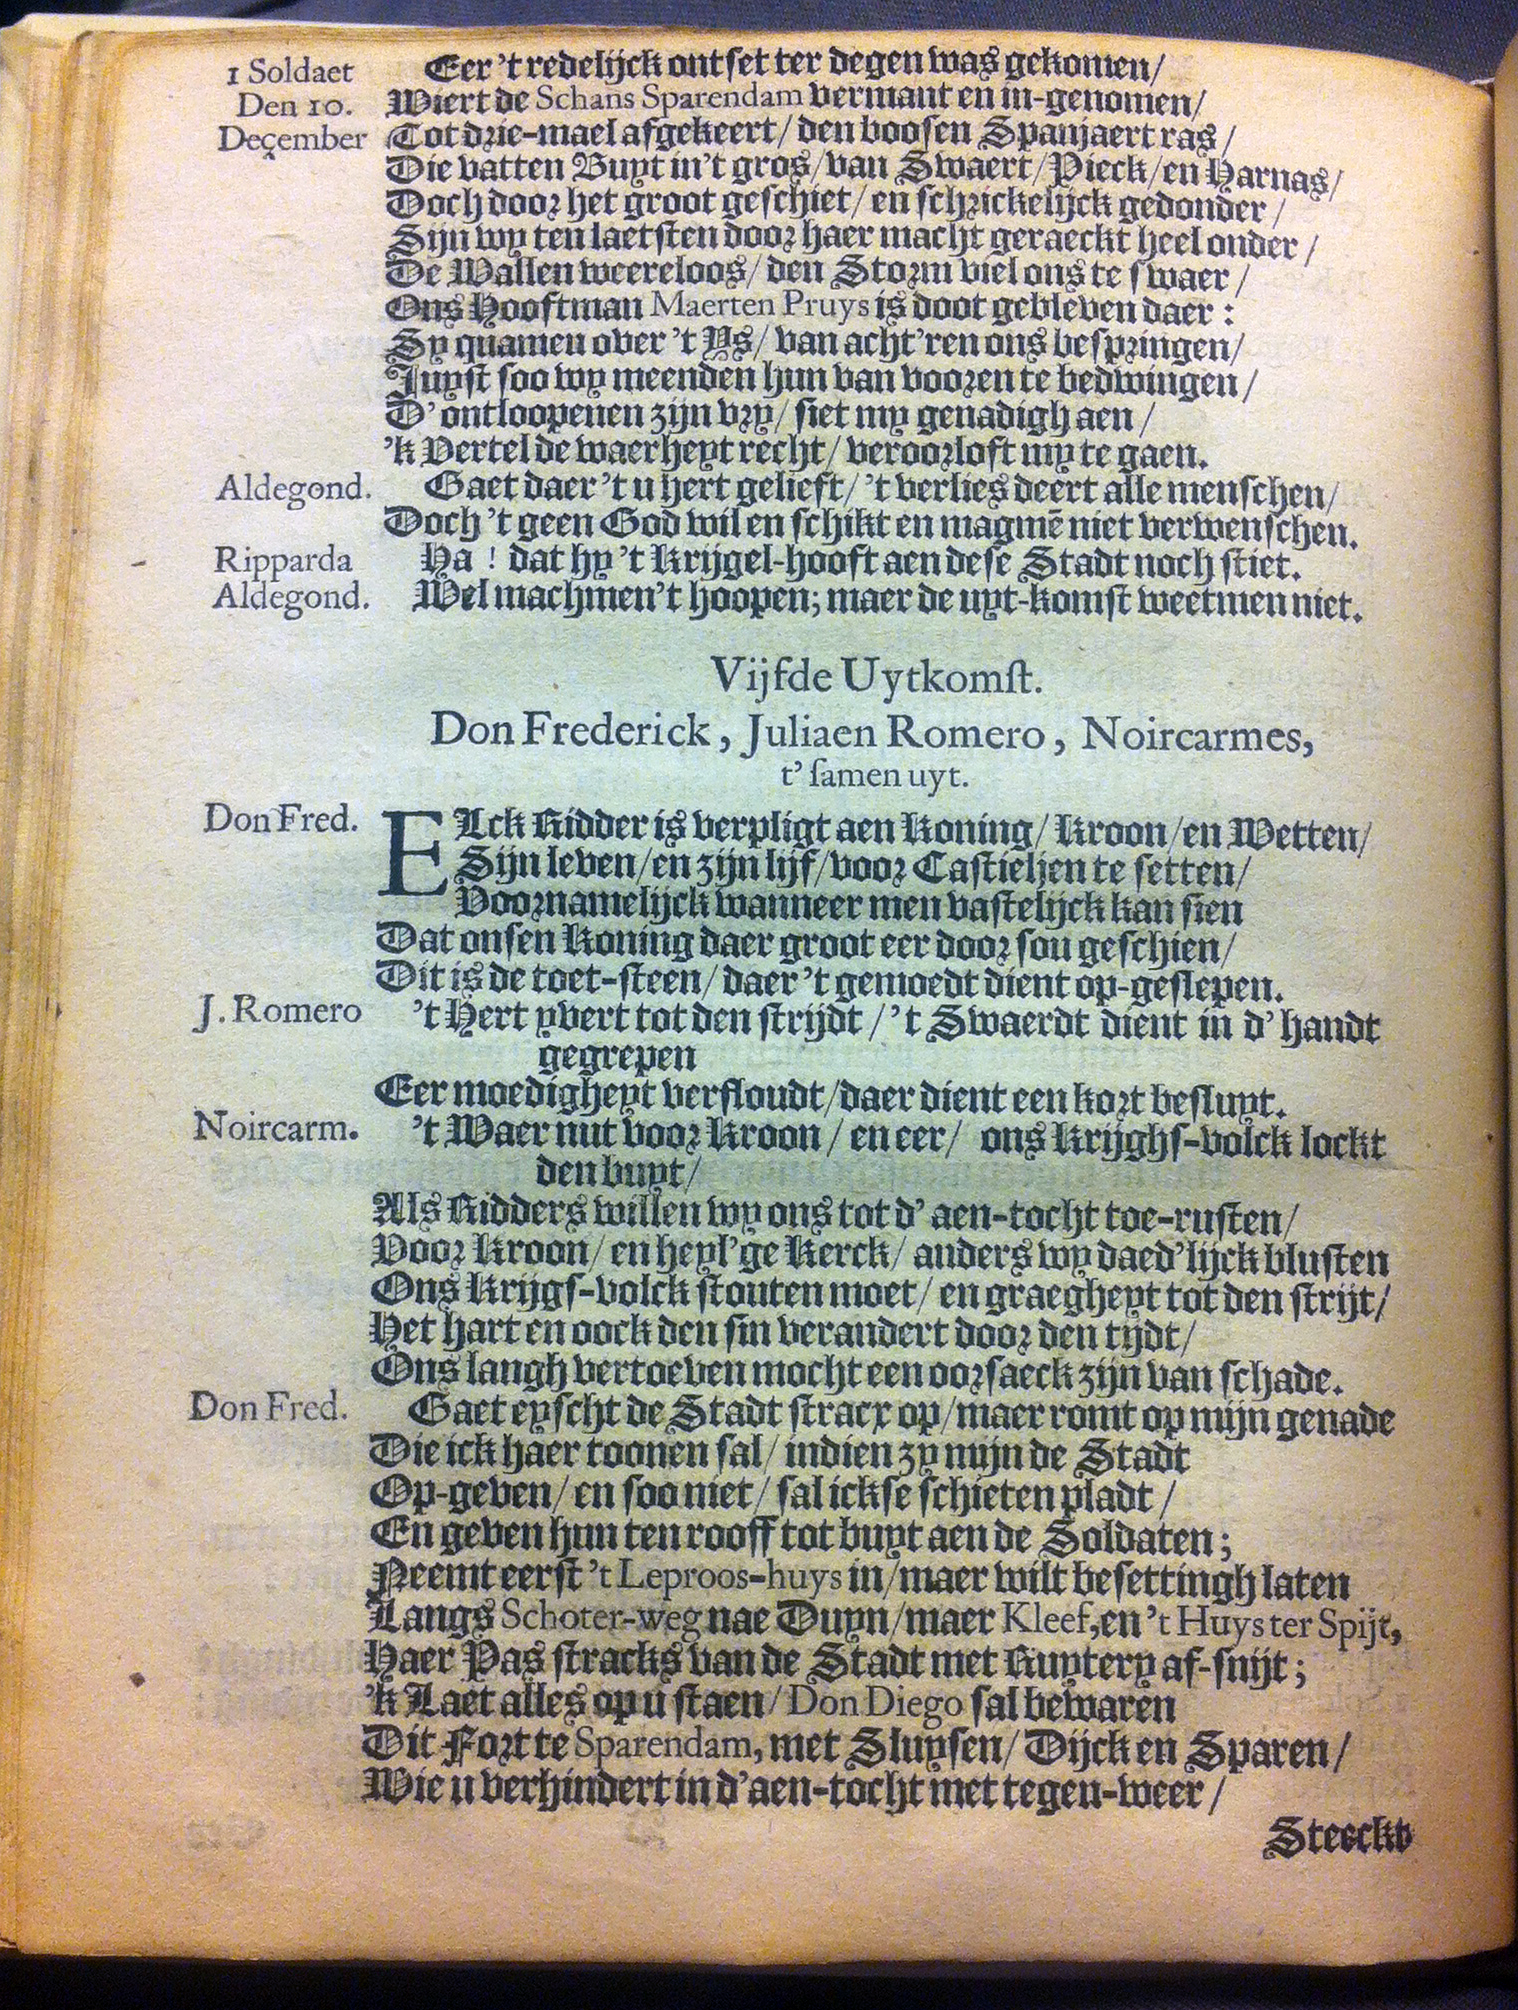 1 Soldaet Eer 't redelijck ontset ter degen was gekomen/
Den 10. Wiert de Schans Sparendam vermant en in-genomen/
December Tot drie-mael afgekeert/ den boosen Spanjaert ras/
Die vatten Buyt in't gros/ van Swaert/ Pieck/ en Harnas/
Doch door het groot geschiet/ en schrickelijck gedonder/
Sijn wy ten laetsten door haer macht geraeckt heel onder/
De Wallen weereloos/ den Storm viel ons te swaer/
Ons Hooftman Maerten Pruys is doot gebleven daer:
Sy quamen over 't Ys/ van acht'ren ons bespringen/
Juyst soo wy meenden hun van vooren te bedwingen/
D' ontloopenen zijn vry/ siet my genadigh aen/
'k Vertel de waerheyt recht/ veroorloft my te gaen.
Aldegond. Gaet daer 't u hert gelieft/ 't verlies deert alle menschen/
Doch 't geen God wil en schikt en magmē niet verwenschen.
Ripparda Ha! dat hy 't krijgel-hooft aen dese Stadt noch stiet.
Aldegond. Wel machmen 't hoopen; maer de uyt-komst weetmen niet.
Vijfde Uytkomst.
Don Frederick, Juliaen Romero, Noircarmes,
t' samen uyt.
Don Fred. ELck Ridder is verpligt aen Koning/ Kroon/ en Wetten/
Sijn leven/ en zijn lijf/ voor Castieljen te setten/
Voornamelijck wanneer men vastelijck kan sien
Dat onsen Koning daer groot eer door sou geschien/
Dit is de toet-steen/ daer 't gemoedt dient op-geslepen.
J. Romero 't Hert yvert tot den strijdt/ 't Swaerdt dient in d' handt
gegrepen
Eer moedigheyt verfloudt/ daer dient een kort besluyt.
Noircarm. 't Waer nut voor Kroon/ en eer/ ons Krijghs-volck lockt
den buyt/
Als Ridders willen wy ons tot d' aen-tocht toe-rusten/
Voor Kroon/ en heyl'ge Kerck/ anders wy daed'lijck blusten
Ons Krijgs-volck stouten moet/ en graegheyt tot den strijt/
Het hart en oock den sin verandert door den tijdt/
Ons langh vertoeven mocht een oorsaeck zijn van schade.
Don Fred. Gaet eyscht de Stadt stracx op/ maer romt op mijn genade
Die ick haer toonen sal/ indien zy mijn de Stadt
Op-geven/ en soo niet/ sal ickse schieten pladt/
En geven hun ten rooff tot buyt aen de Soldaten;
Neemt eerst 't Leproos-huys in/ maer wilt besettingh laten
Langs Schoter-weg nae Duyn/ maer Kleef, en 't Huys ter Spijt,
Haer Pas stracks van de Stadt met Ruytery af-snijt;
'k Laet alles op u staen/ Don Diego sal bewaren
Dit Fort te Sparendam, met Sluysen/ Dijck en Sparen/
Wie u verhindert in d'aen-tocht met tegen-weer/
Steeckt